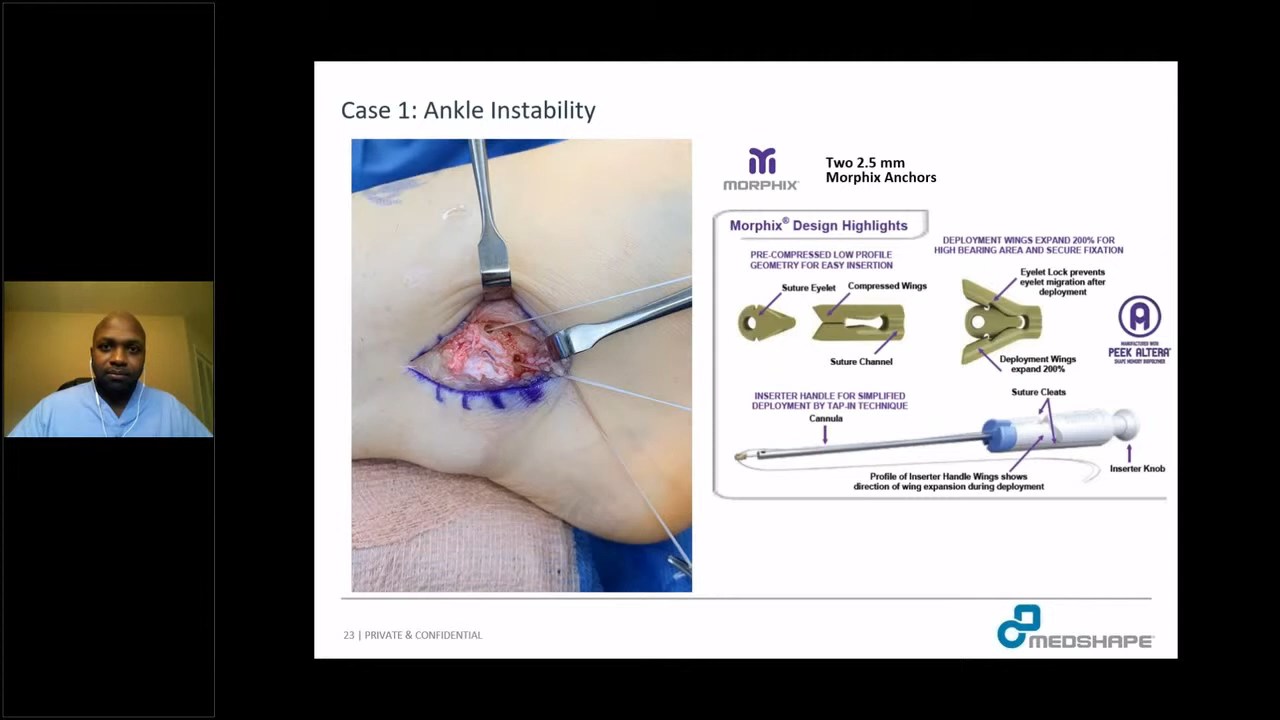 Case 1: Ankle Instability
MORPHIX
Two 2.5 mm
Morphix Anchors
Morphix® Design Highlights
PRE-COMPRESSED LOW PROFILE
GEOMETRY FOR EASY INSERTION
Suture Eyelet
Compressed Wings
Suture Channel
DEPLOYMENT WINGS EXPAND 200% FOR
HIGH BEARING AREA AND SECURE FIXATION
Eyelet Lock prevents
eyelet migration after
deployment
Deployment Wings
expand 200%
MANUFACTURED WITH
PEEK ALTERA
SHAPE MEMORY BIOPOLYMER
INSERTER HANDLE FOR SIMPLIFIED
DEPLOYMENT BY TAP-IN TECHNIQUE
Cannula
Suture Cleats
Inserter Knob
Profile of Inserter Handle Wings shows
direction of wing expansion during deployment
23 | PRIVATE & CONFIDENTIAL
MEDSHAPE